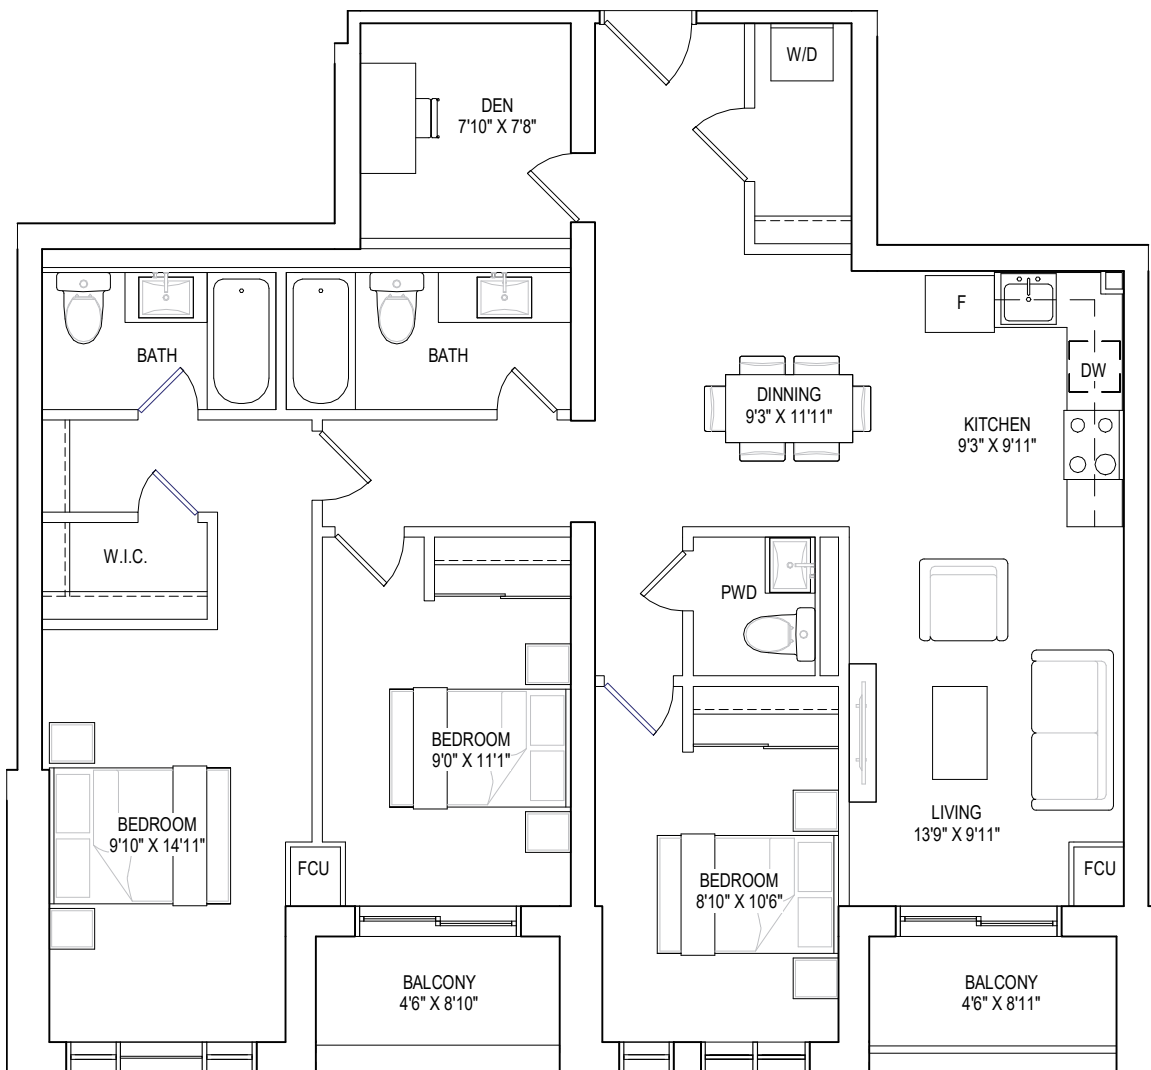 W/D
DEN
7'10" X 7'8"
F
BATH
BATH
DW
DINNING
9'3" X 11'11"
KITCHEN
9'3" X 9'11"
W.I.C.
PWD
BEDROOM
9'0" X 11'1"
BEDROOM
9'10" X 14'11"
LIVING
13'9" X 9'11"
FCU
FCU
BEDROOM
8'10" X 10'6"
BALCONY
4'6" X 8'10"
BALCONY
4'6" X 8'11"